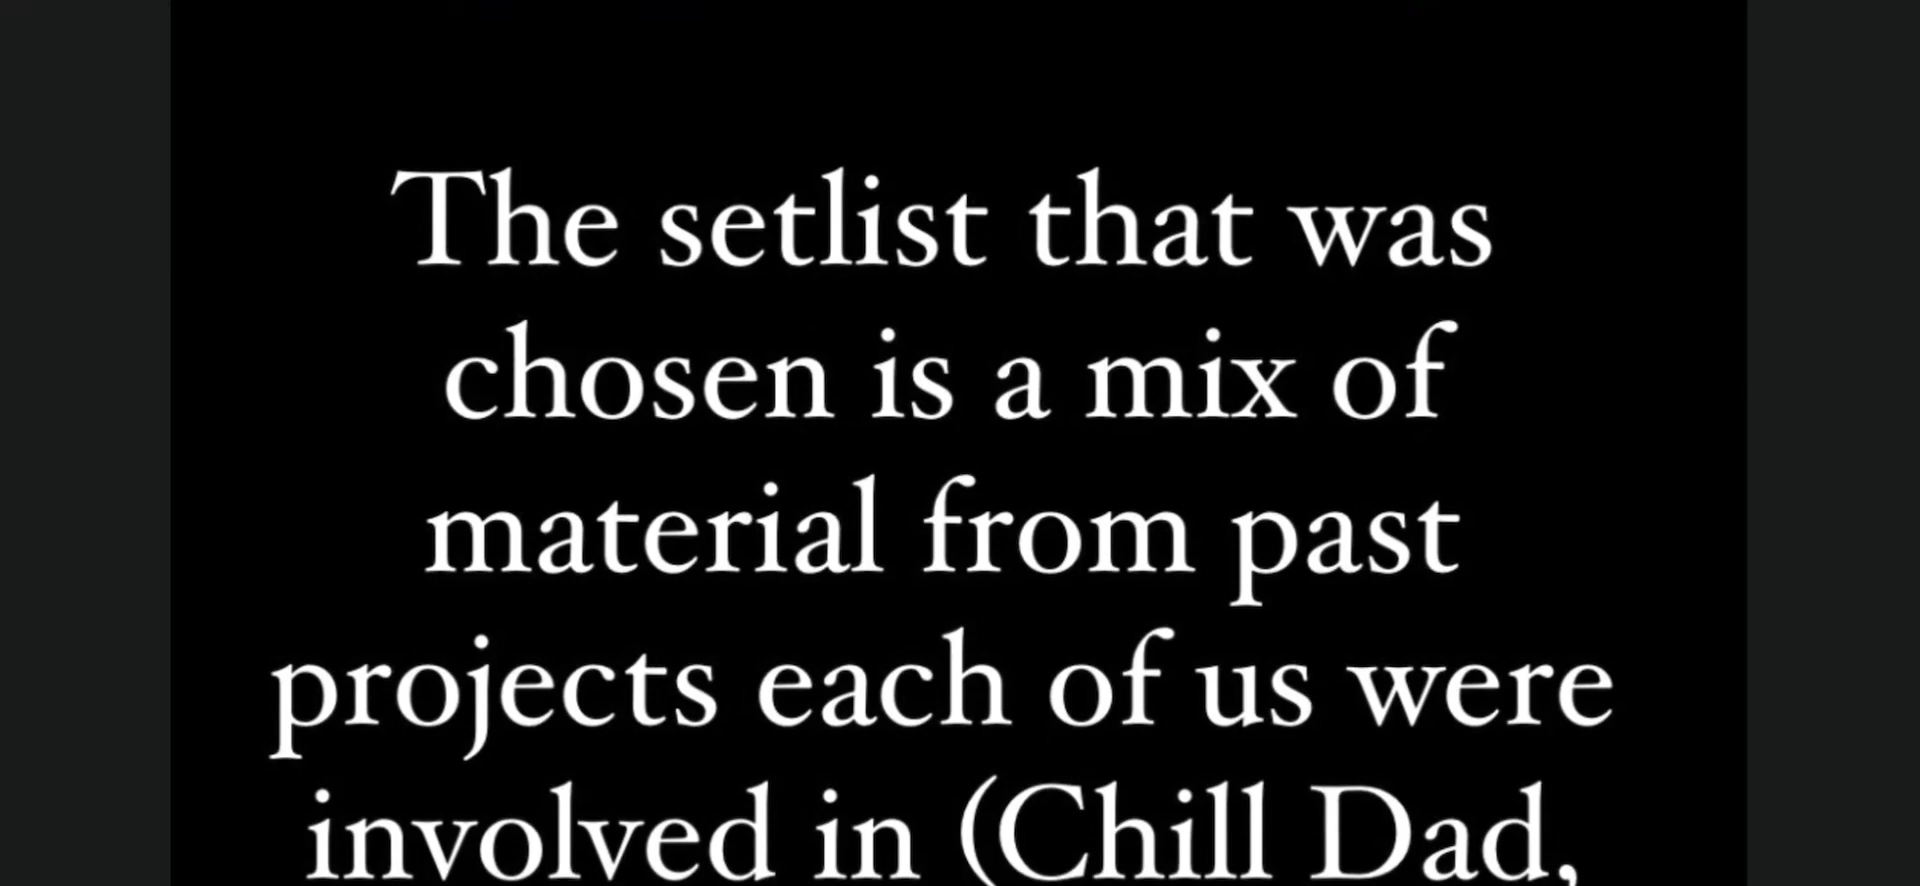 The setlist that was
chosen is a mix of
material from past
projects each of us were
involved in (Chill Dad,